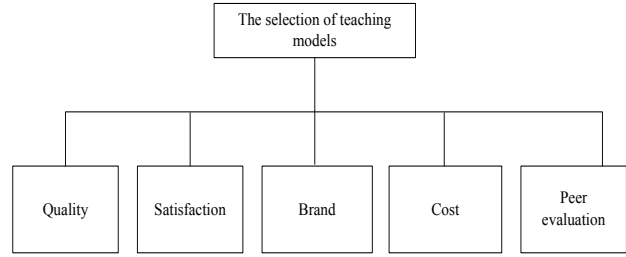 The selection of teaching
models
Quality
Satisfaction
Brand
Cost
Peer
evaluation